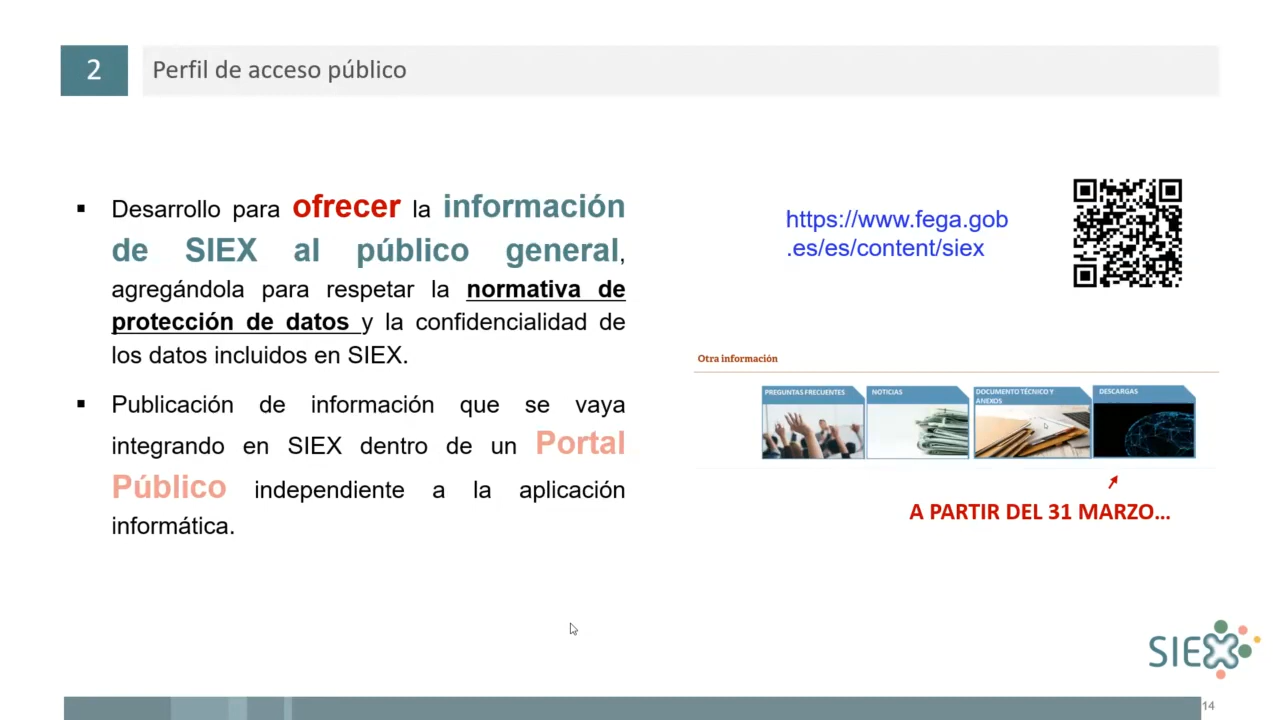 2
Perfil de acceso público
▪ Desarrollo para ofrecer la información
de SIEX al público general,
agregándola para respetar la normativa de
protección de datos y la confidencialidad de
los datos incluidos en SIEX.
▪ Publicación de información que se vaya
integrando en SIEX dentro de un Portal
Público independiente a la aplicación
informática.
https://www.fega.gob
.es/es/content/siex
Otra información
PREGUNTAS FRECUENTES
NOTICIAS
DOCUMENTO TÉCNICO Y
ANEXOS
DESCARGAS
A PARTIR DEL 31 MARZO...
SIEX
14